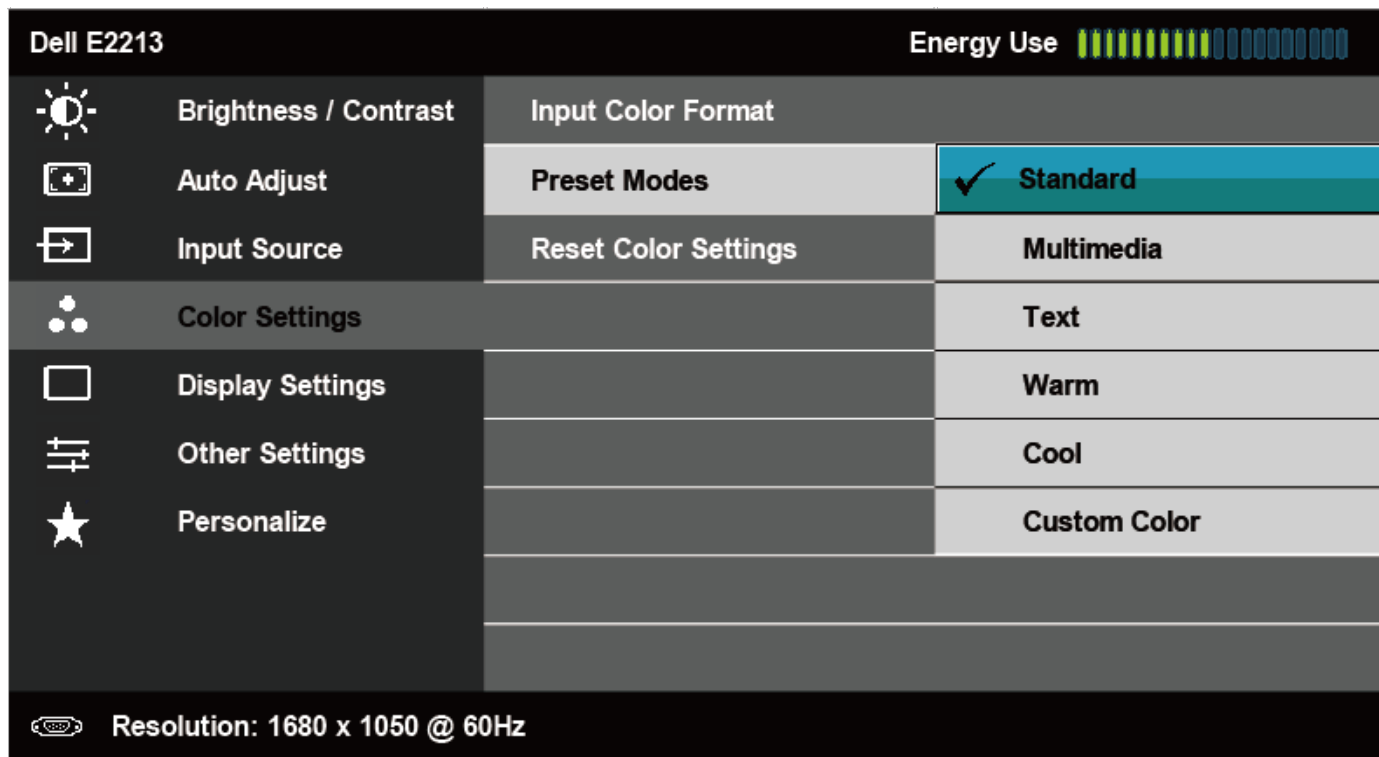 Dell E2213 Energy Use
Brightness / Contrast Input Color Format
Auto Adjust Preset Modes Standard
Input Source Reset Color Settings Multimedia
Color Settings Text
Display Settings Warm
Other Settings Cool
Personalize Custom Color
Resolution: 1680 x 1050 @ 60Hz